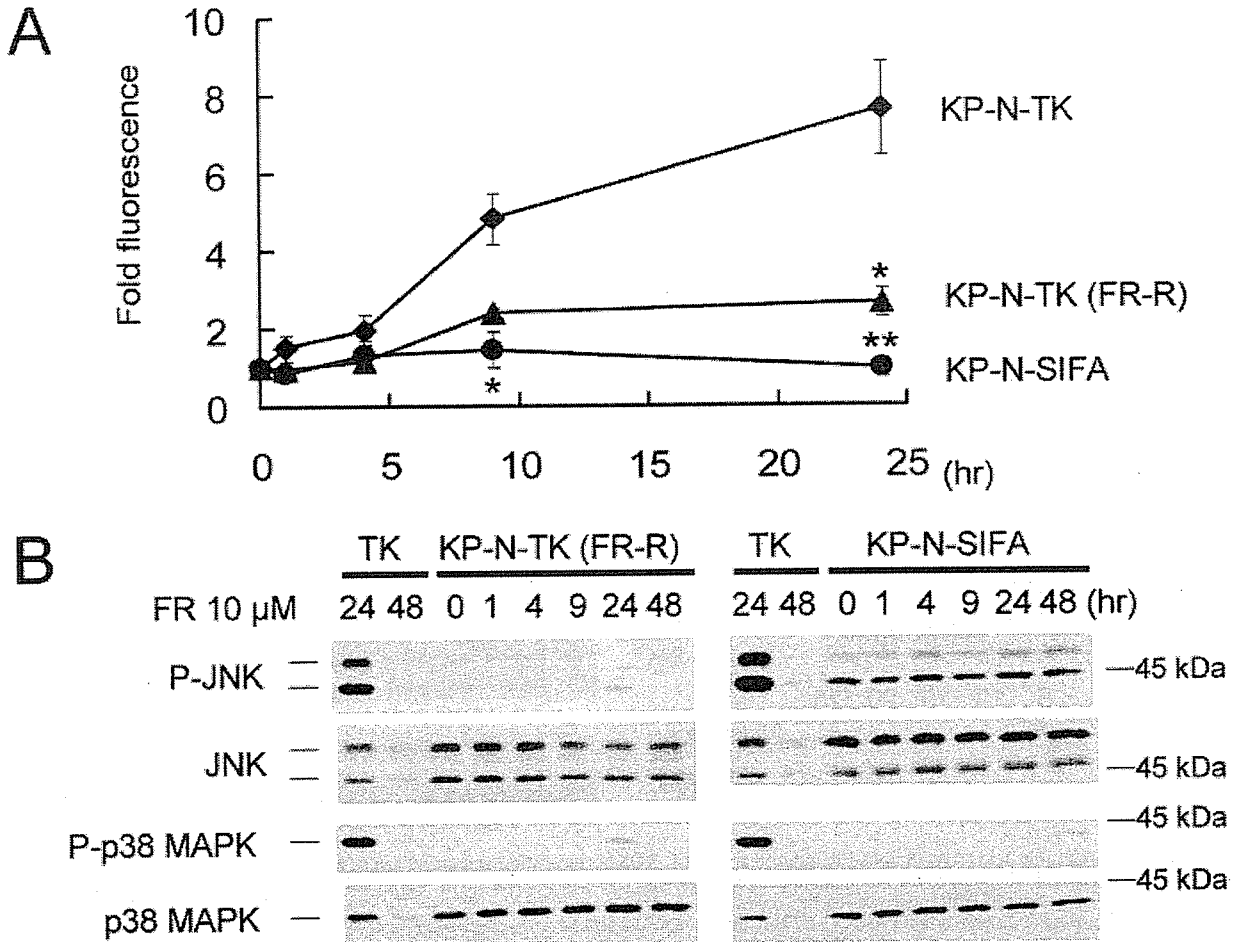 A
Fold fluorescence
10
8
6
4
2
0
KP-N-TK
*
KP-N-TK (FR-R)
**
KP-N-SIFA
*
0 5 10 15 20 25 (hr)
B
TK KP-N-TK (FR-R) TK KP-N-SIFA
FR 10 µM 24 48 0 1 4 9 24 48 24 48 0 1 4 9 24 48 (hr)
P-JNK 45 kDa
JNK 45 kDa
P-p38 MAPK 45 kDa
p38 MAPK 45 kDa